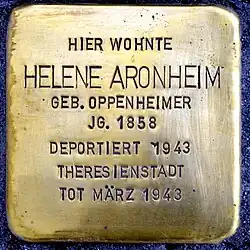 HIER WOHNTE
HELENE ARONHEIM
GEB. OPPENHEIMER
JG. 1858
DEPORTIERT 1943
THERESIENSTADT
TOT MÄRZ 1943